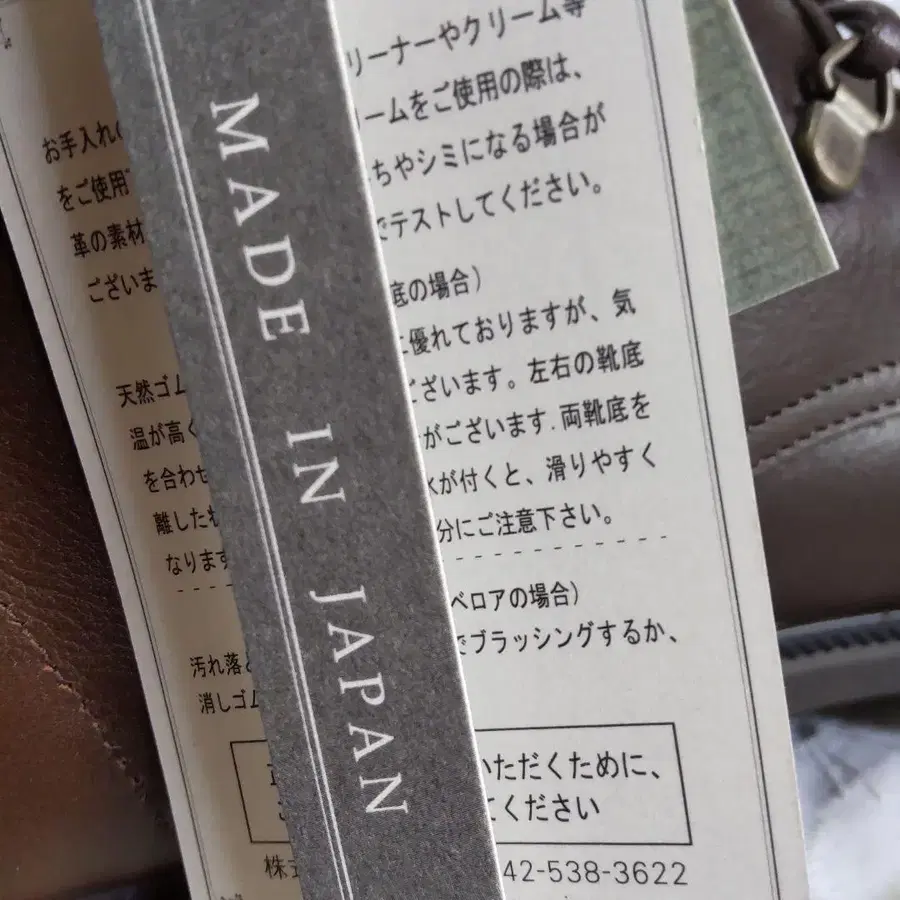 リーナーやクリーム等
お手入れ ームをご使用の際は、
をご使用 ちやシミになる場合が
革の素材 でテストしてください。
ございま
底の場合)
天然ゴム に優れておりますが、気
温が高く ございます。左右の靴底
を合わせ がございます.両靴底を
離した 水が付くと、滑りやすく
なります 分にご注意下さい。
ベロアの場合)
汚れ落と でブラッシングするか、
消しゴム
いただくために、
てください
株式 42-538-3622
MADE IN JAPAN